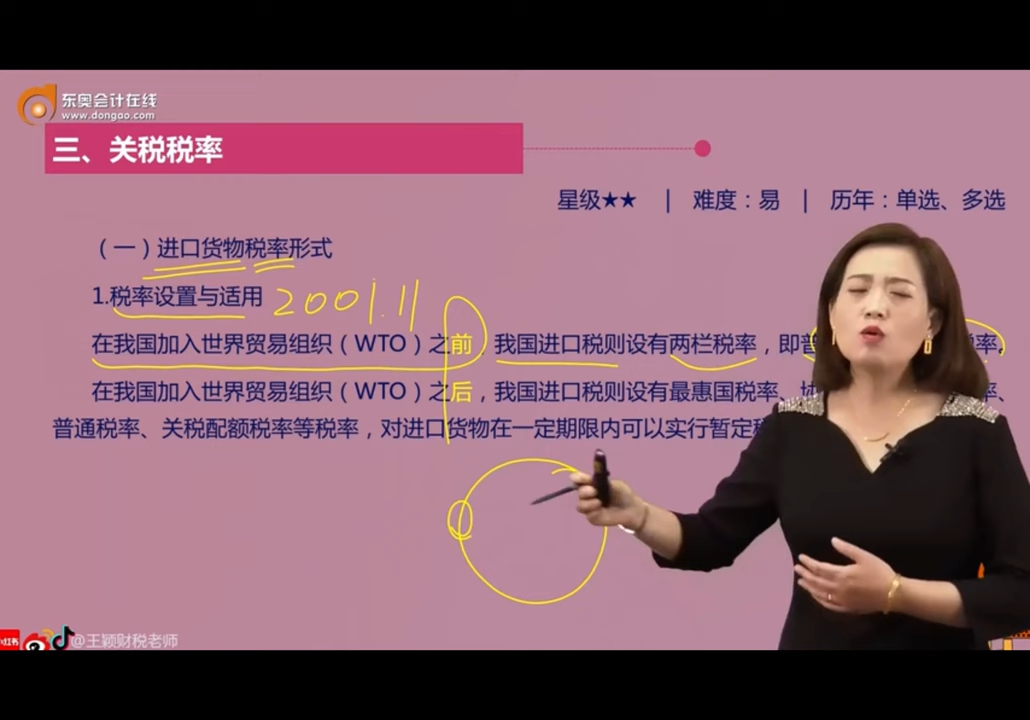 东奥会计在线
www.dongao.com
三、关税税率
星级★★ | 难度：易 | 历年：单选、多选
（一）进口货物税率形式
1.税率设置与适用 2001.11
在我国加入世界贸易组织（WTO）之前，我国进口税则设有两栏税率，即普 税率。
在我国加入世界贸易组织（WTO）之后，我国进口税则设有最惠国税率、 率、
普通税率、关税配额税率等税率，对进口货物在一定期限内可以实行暂定
小红书 @王颖财税老师